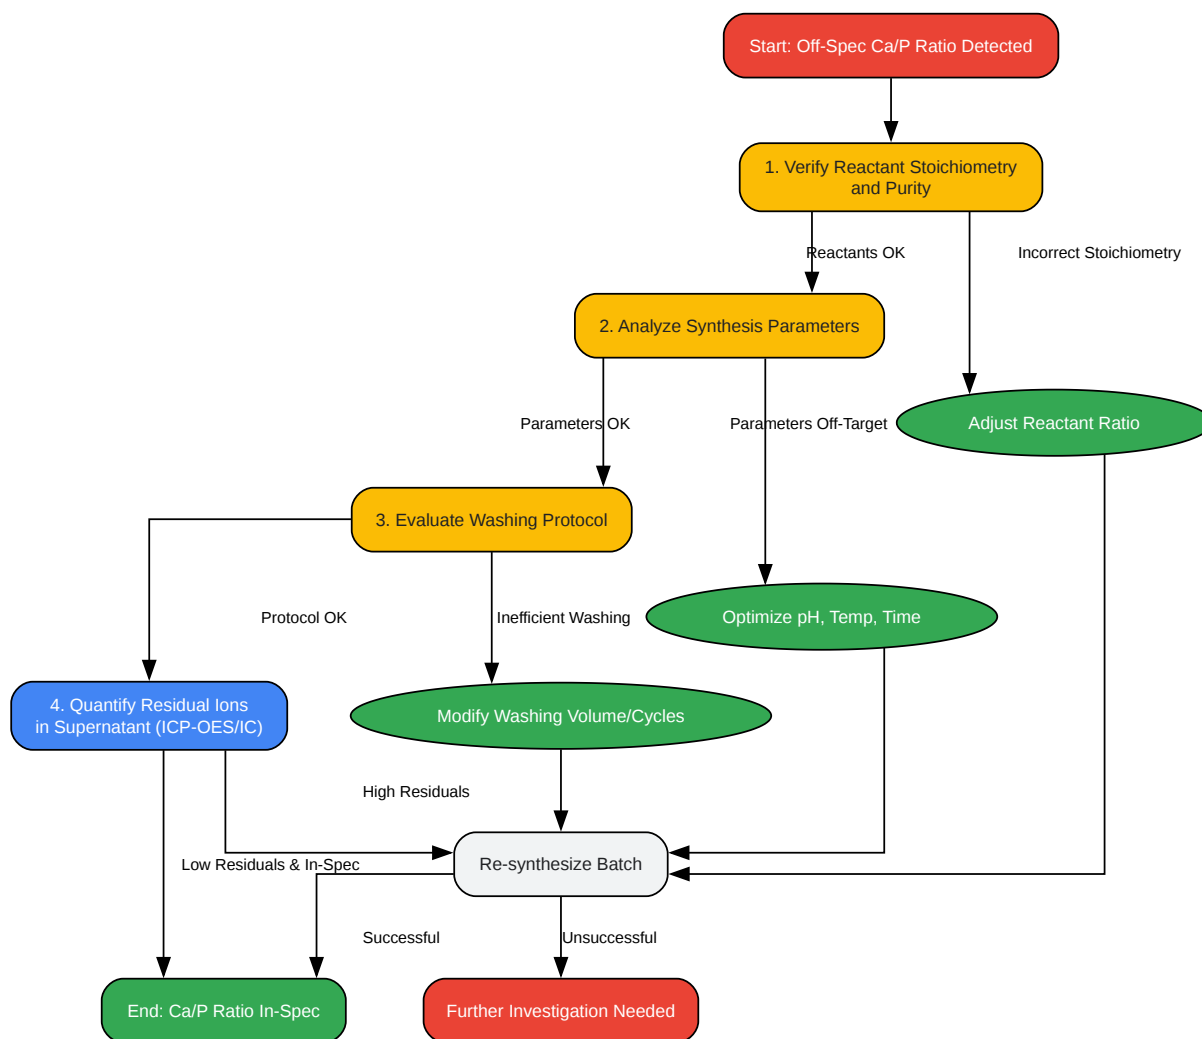 Start: Off-Spec Ca/P Ratio Detected
1. Verify Reactant Stoichiometry
and Purity
Reactants OK
Incorrect Stoichiometry
2. Analyze Synthesis Parameters
Parameters OK
Parameters Off-Target
Adjust Reactant Ratio
3. Evaluate Washing Protocol
Protocol OK
Inefficient Washing
Optimize pH, Temp, Time
4. Quantify Residual Ions
in Supernatant (ICP-OES/IC)
Modify Washing Volume/Cycles
High Residuals
Low Residuals & In-Spec
Re-synthesize Batch
Successful
Unsuccessful
End: Ca/P Ratio In-Spec
Further Investigation Needed